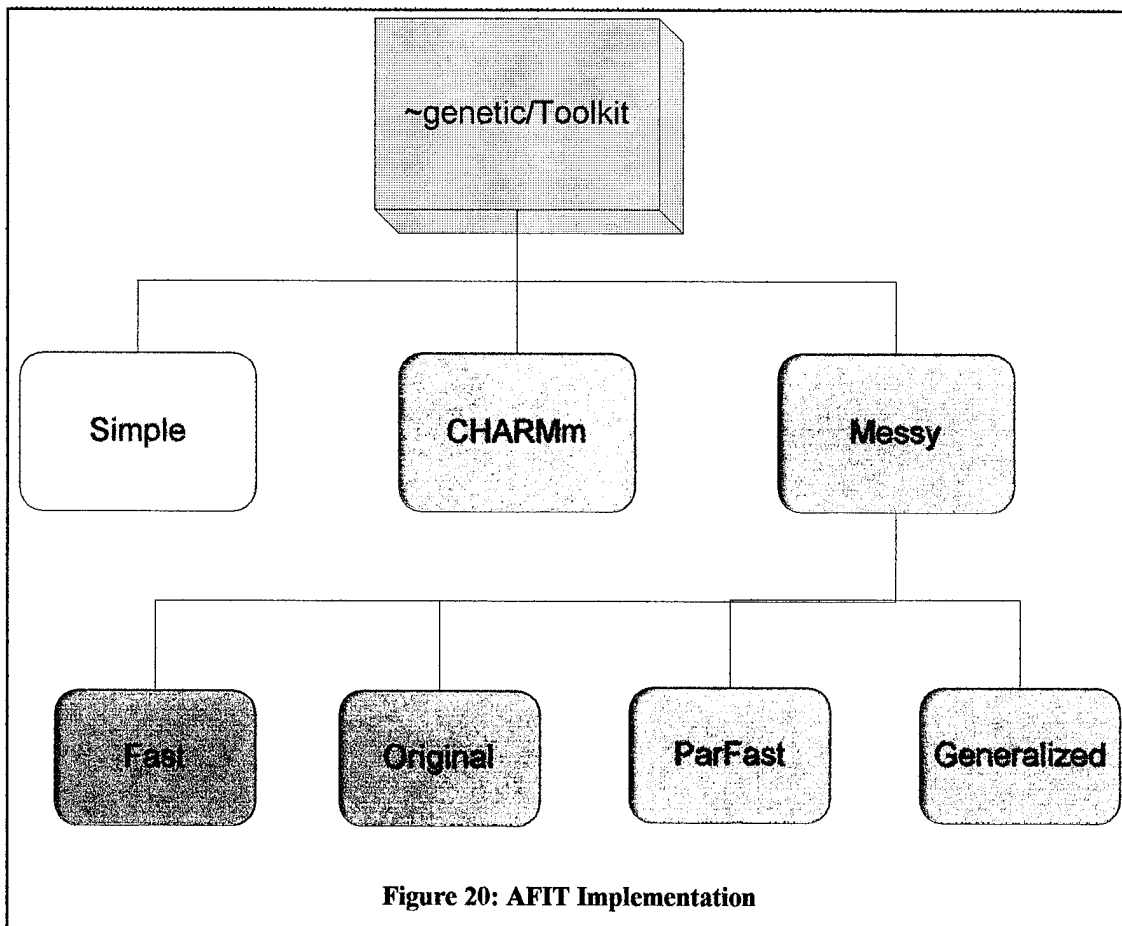 ~genetic/Toolkit
Simple
CHARMm
Messy
Fast
Original
ParFast
Generalized
Figure 20: AFIT Implementation